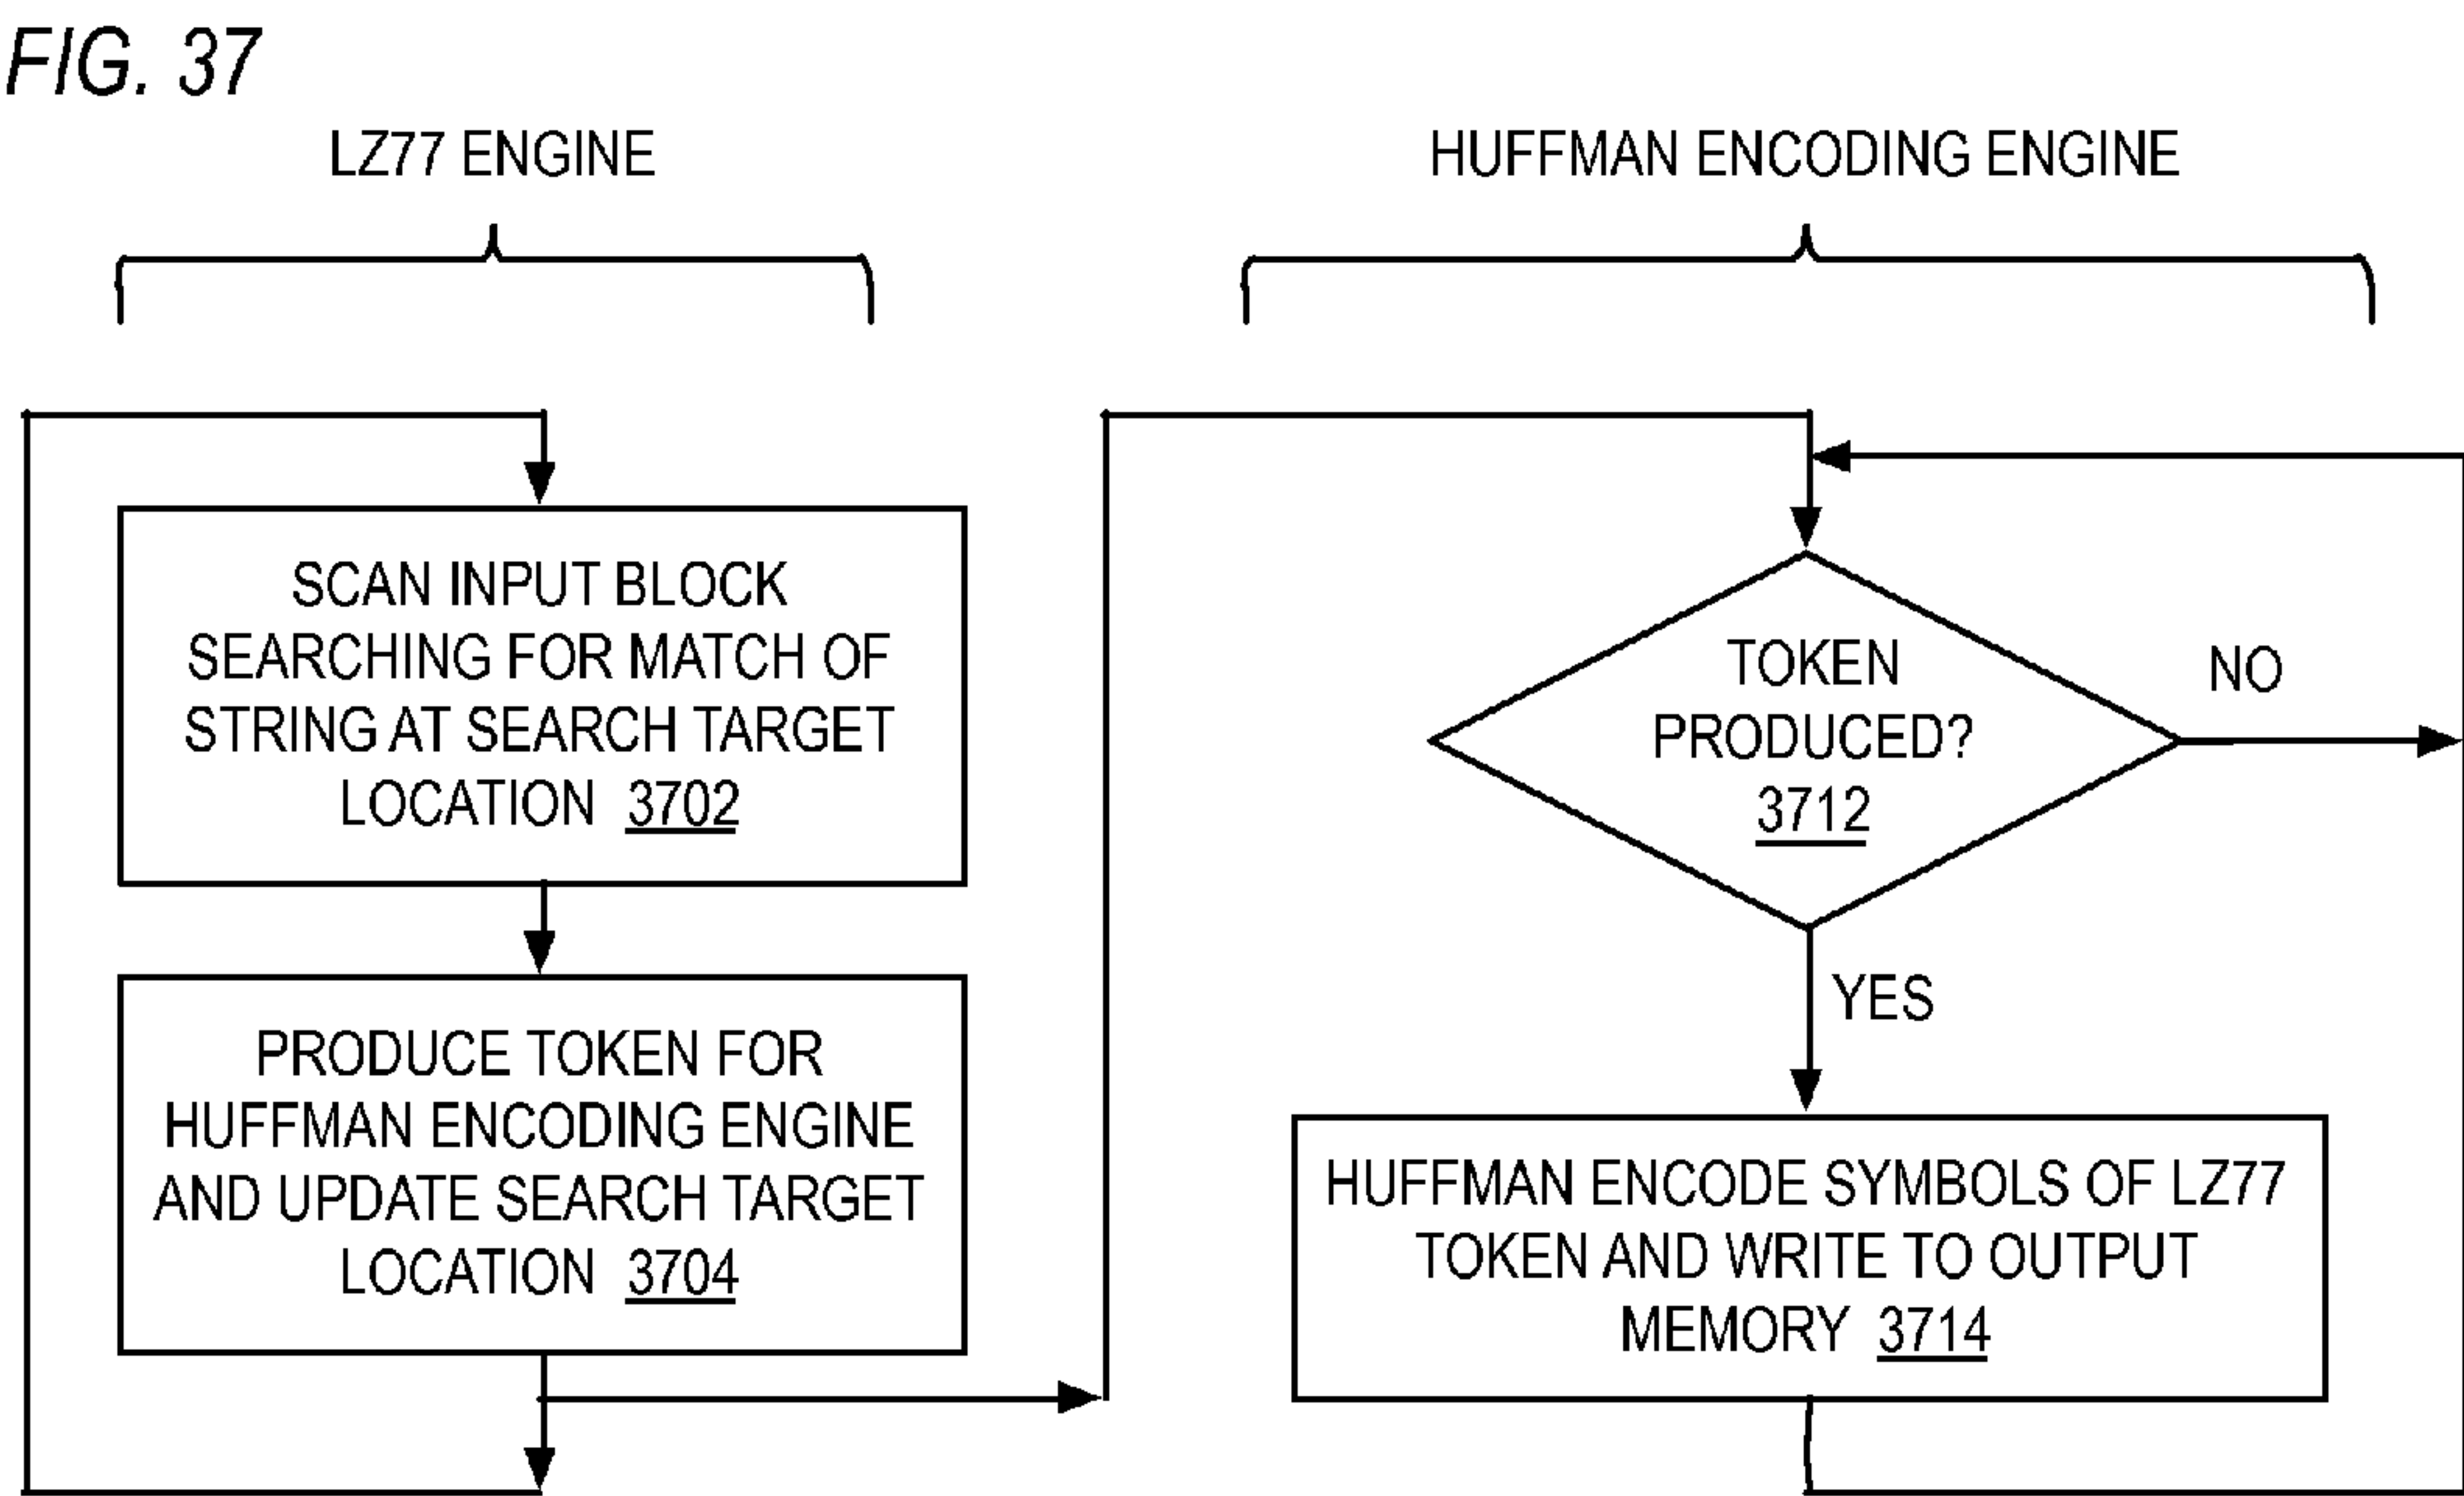 FIG. 37
LZ77 ENGINE
HUFFMAN ENCODING ENGINE
SCAN INPUT BLOCK
SEARCHING FOR MATCH OF
STRING AT SEARCH TARGET
LOCATION 3702
PRODUCE TOKEN FOR
HUFFMAN ENCODING ENGINE
AND UPDATE SEARCH TARGET
LOCATION 3704
TOKEN
PRODUCED?
3712
NO
YES
HUFFMAN ENCODE SYMBOLS OF LZ77
TOKEN AND WRITE TO OUTPUT
MEMORY 3714